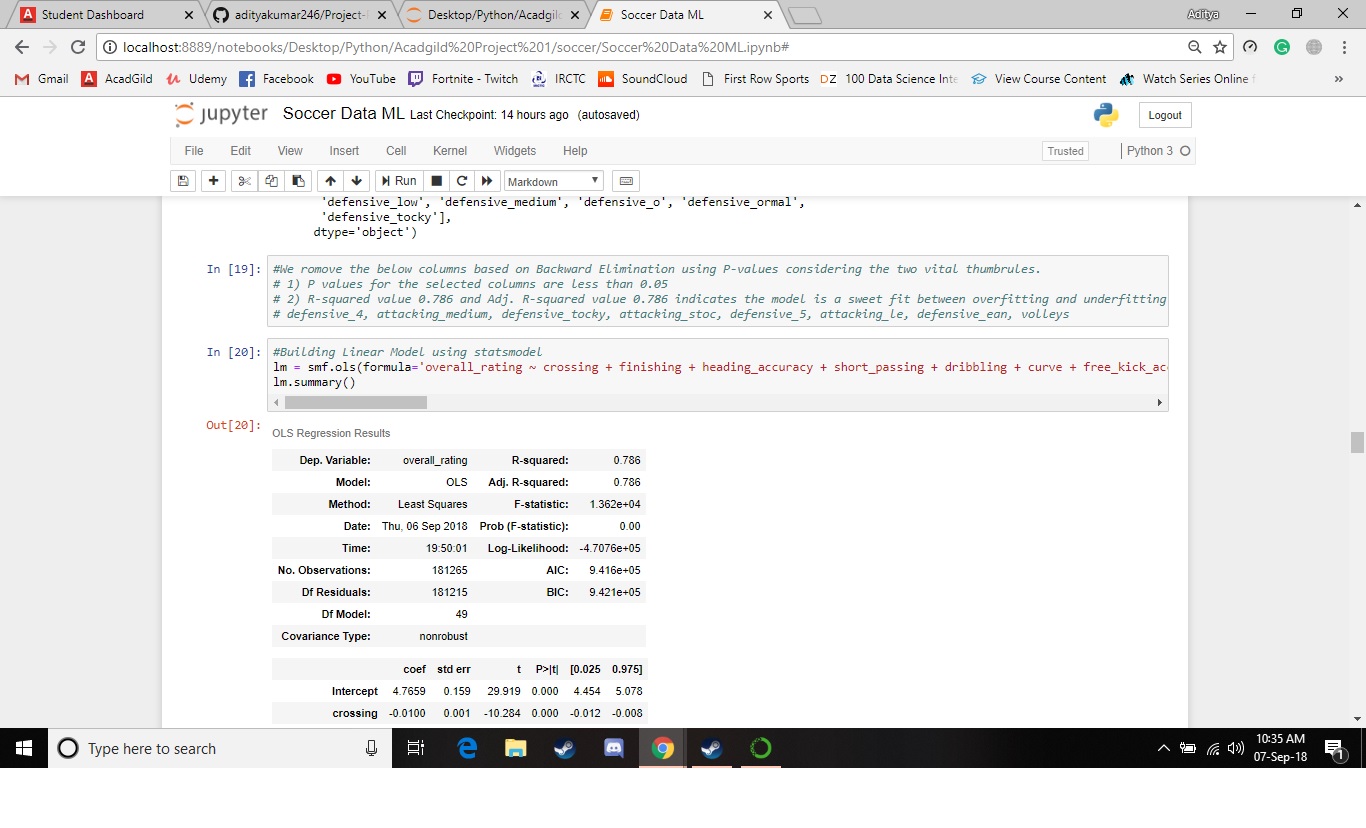 Student Dashboard
adityakumar246/Project-
Desktop/Python/Acadgil
Soccer Data ML
Aditya
localhost:8889/notebooks/Desktop/Python/Acadgild%20Project%201/soccer/Soccer%20Data%20ML.ipynb#
Gmail AcadGild Udemy Facebook YouTube Fortnite - Twitch IRCTC SoundCloud First Row Sports DZ 100 Data Science Inte View Course Content Watch Series Online »
jupyter Soccer Data ML Last Checkpoint: 14 hours ago (autosaved) Logout
File Edit View Insert Cell Kernel Widgets Help Trusted Python 3
Run Markdown
'defensive_low', 'defensive_medium', 'defensive_o', 'defensive_ormal',
'defensive_tocky'],
dtype='object')
In [19]: #We romove the below columns based on Backward Elimination using P-values considering the two vital thumbrules.
# 1) P values for the selected columns are less than 0.05
# 2) R-squared value 0.786 and Adj. R-squared value 0.786 indicates the model is a sweet fit between overfitting and underfitting
# defensive_4, attacking_medium, defensive_tocky, attacking_stoc, defensive_5, attacking_le, defensive_ean, volleys
In [20]: #Building Linear Model using statsmodel
lm = smf.ols(formula='overall_rating ~ crossing + finishing + heading_accuracy + short_passing + dribbling + curve + free_kick_ac
lm.summary()
Out[20]:
OLS Regression Results
Dep. Variable: overall_rating R-squared: 0.786
Model: OLS Adj. R-squared: 0.786
Method: Least Squares F-statistic: 1.362e+04
Date: Thu, 06 Sep 2018 Prob (F-statistic): 0.00
Time: 19:50:01 Log-Likelihood: -4.7076e+05
No. Observations: 181265 AIC: 9.416e+05
Df Residuals: 181215 BIC: 9.421e+05
Df Model: 49
Covariance Type: nonrobust
coef std err t P>|t| [0.025 0.975]
Intercept 4.7659 0.159 29.919 0.000 4.454 5.078
crossing -0.0100 0.001 -10.284 0.000 -0.012 -0.008
Type here to search
10:35 AM
07-Sep-18
1